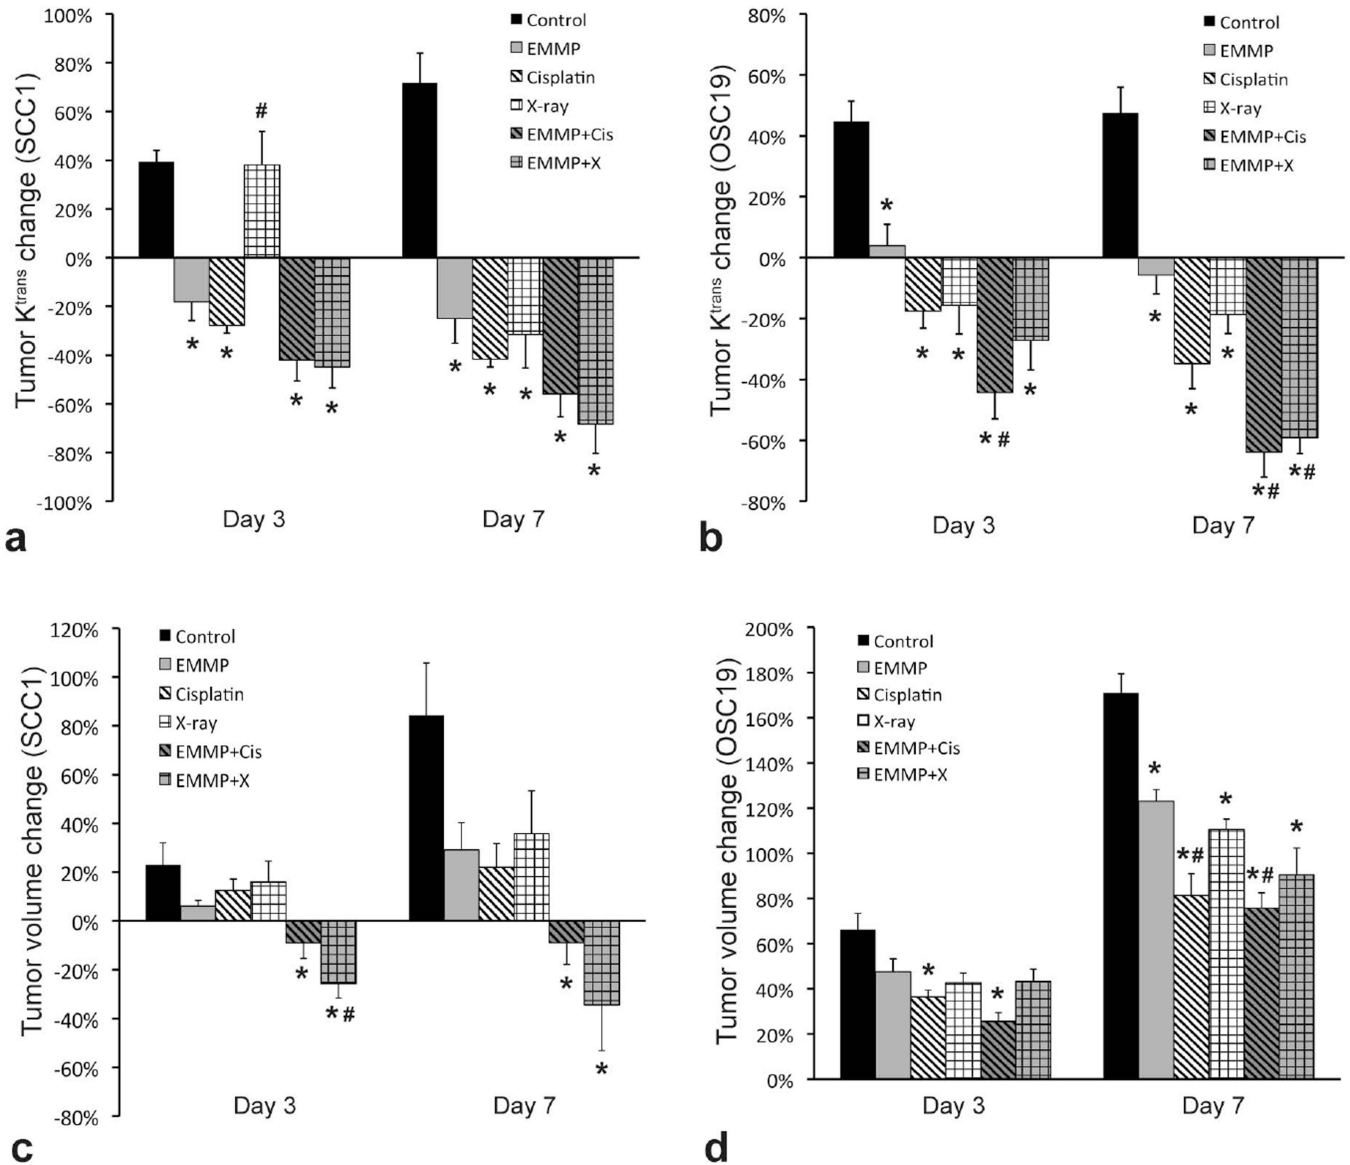 Tumor Kᵗʳᵃⁿˢ change (SCC1)
100%
80%
60%
40%
20%
0%
-20%
-40%
-60%
-80%
-100%
Control
EMMP
Cisplatin
X-ray
EMMP+Cis
EMMP+X
#
*
*
*
*
*
*
*
*
*
Day 3
Day 7
a
Tumor Kᵗʳᵃⁿˢ change (OSC19)
80%
60%
40%
20%
0%
-20%
-40%
-60%
-80%
Control
EMMP
Cisplatin
X-ray
EMMP+Cis
EMMP+X
*
*
*
*#
*
*
*
*
*#
*#
Day 3
Day 7
b
Tumor volume change (SCC1)
120%
100%
80%
60%
40%
20%
0%
-20%
-40%
-60%
-80%
Control
EMMP
Cisplatin
X-ray
EMMP+Cis
EMMP+X
*
*#
*
*
Day 3
Day 7
c
Tumor volume change (OSC19)
200%
180%
160%
140%
120%
100%
80%
60%
40%
20%
0%
Control
EMMP
Cisplatin
X-ray
EMMP+Cis
EMMP+X
*
*
*
*#
*
*#
*
Day 3
Day 7
d